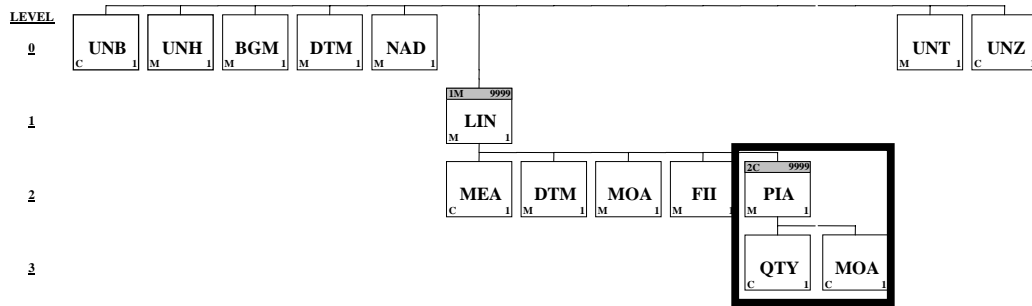 LEVEL
0 UNB UNH BGM DTM NAD UNT UNZ
C 1 M 1 M 1 M 1 M 1 M 1 C 1
1M 9999
1 LIN
M 1
2C 9999
2 MEA DTM MOA FII PIA
C 1 M 1 M 1 M 1 M 1
3 QTY MOA
C 1 C 1